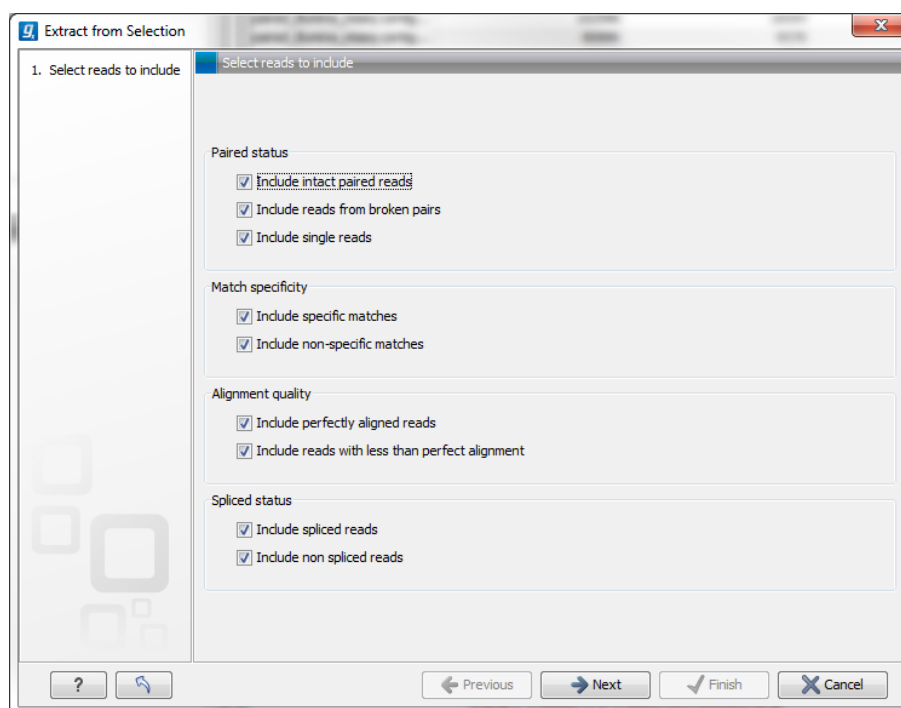 Extract from Selection
1. Select reads to include
Select reads to include
Paired status
Include intact paired reads
Include reads from broken pairs
Include single reads
Match specificity
Include specific matches
Include non-specific matches
Alignment quality
Include perfectly aligned reads
Include reads with less than perfect alignment
Spliced status
Include spliced reads
Include non spliced reads
?
Previous
Next
Finish
Cancel